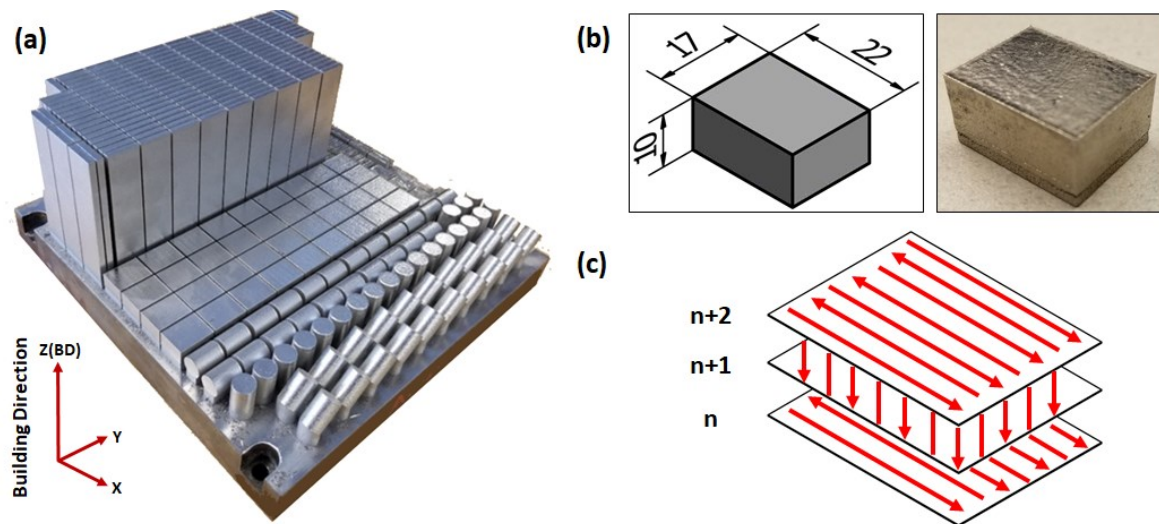 (a)
Building Direction
Z(BD)
Y
X
(b)
17
22
10
(c)
n+2
n+1
n